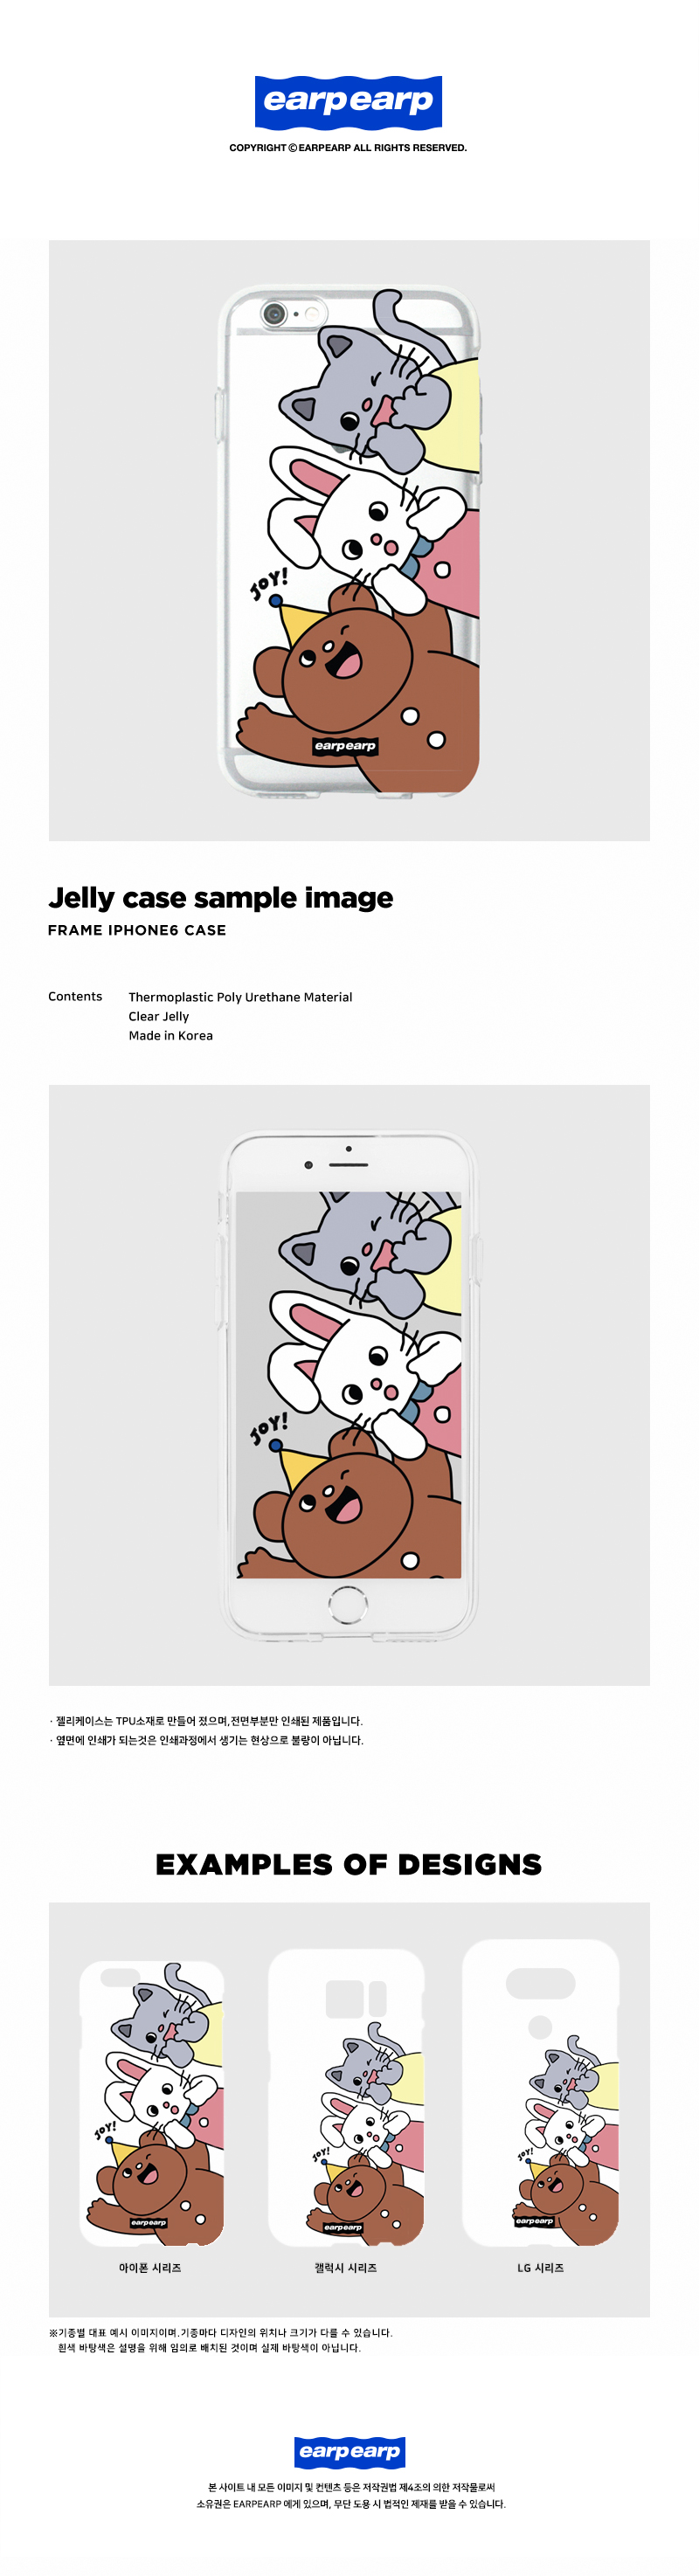 earp earp
COPYRIGHT © EARPEARP ALL RIGHTS RESERVED.
JOY!
earp earp
Jelly case sample image
FRAME IPHONE6 CASE
Contents
Thermoplastic Poly Urethane Material
Clear Jelly
Made in Korea
JOY!
· 젤리케이스는 TPU소재로 만들어 졌으며,전면부분만 인쇄된 제품입니다.
· 옆면에 인쇄가 되는것은 인쇄과정에서 생기는 현상으로 불량이 아닙니다.
EXAMPLES OF DESIGNS
JOY!
earp earp
JOY!
earp earp
JOY!
earp earp
아이폰 시리즈
갤럭시 시리즈
LG 시리즈
※기종별 대표 예시 이미지이며.기종마다 디자인의 위치나 크기가 다를 수 있습니다.
흰색 바탕색은 설명을 위해 임의로 배치된 것이며 실제 바탕색이 아닙니다.
earp earp
본 사이트 내 모든 이미지 및 컨텐츠 등은 저작권법 제4조의 의한 저작물로써
소유권은 EARPEARP 에게 있으며, 무단 도용 시 법적인 제재를 받을 수 있습니다.